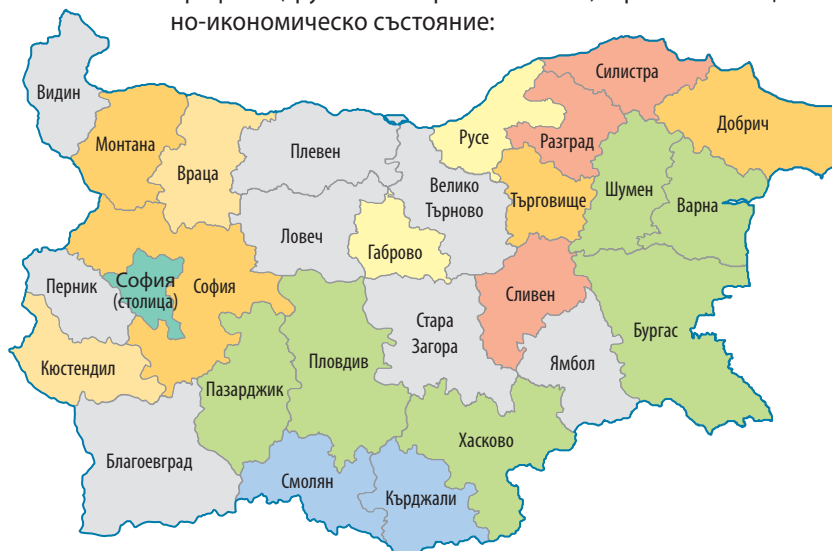 но-икономическо състояние:
Видин
Монтана
Враца
Плевен
Велико
Търново
Русе
Силистра
Разград
Добрич
Търговище
Шумен
Варна
Ловеч
Габрово
Перник
София
(столица)
София
Кюстендил
Сливен
Стара
Загора
Бургас
Ямбол
Пловдив
Пазарджик
Хасково
Благоевград
Смолян
Кърджали